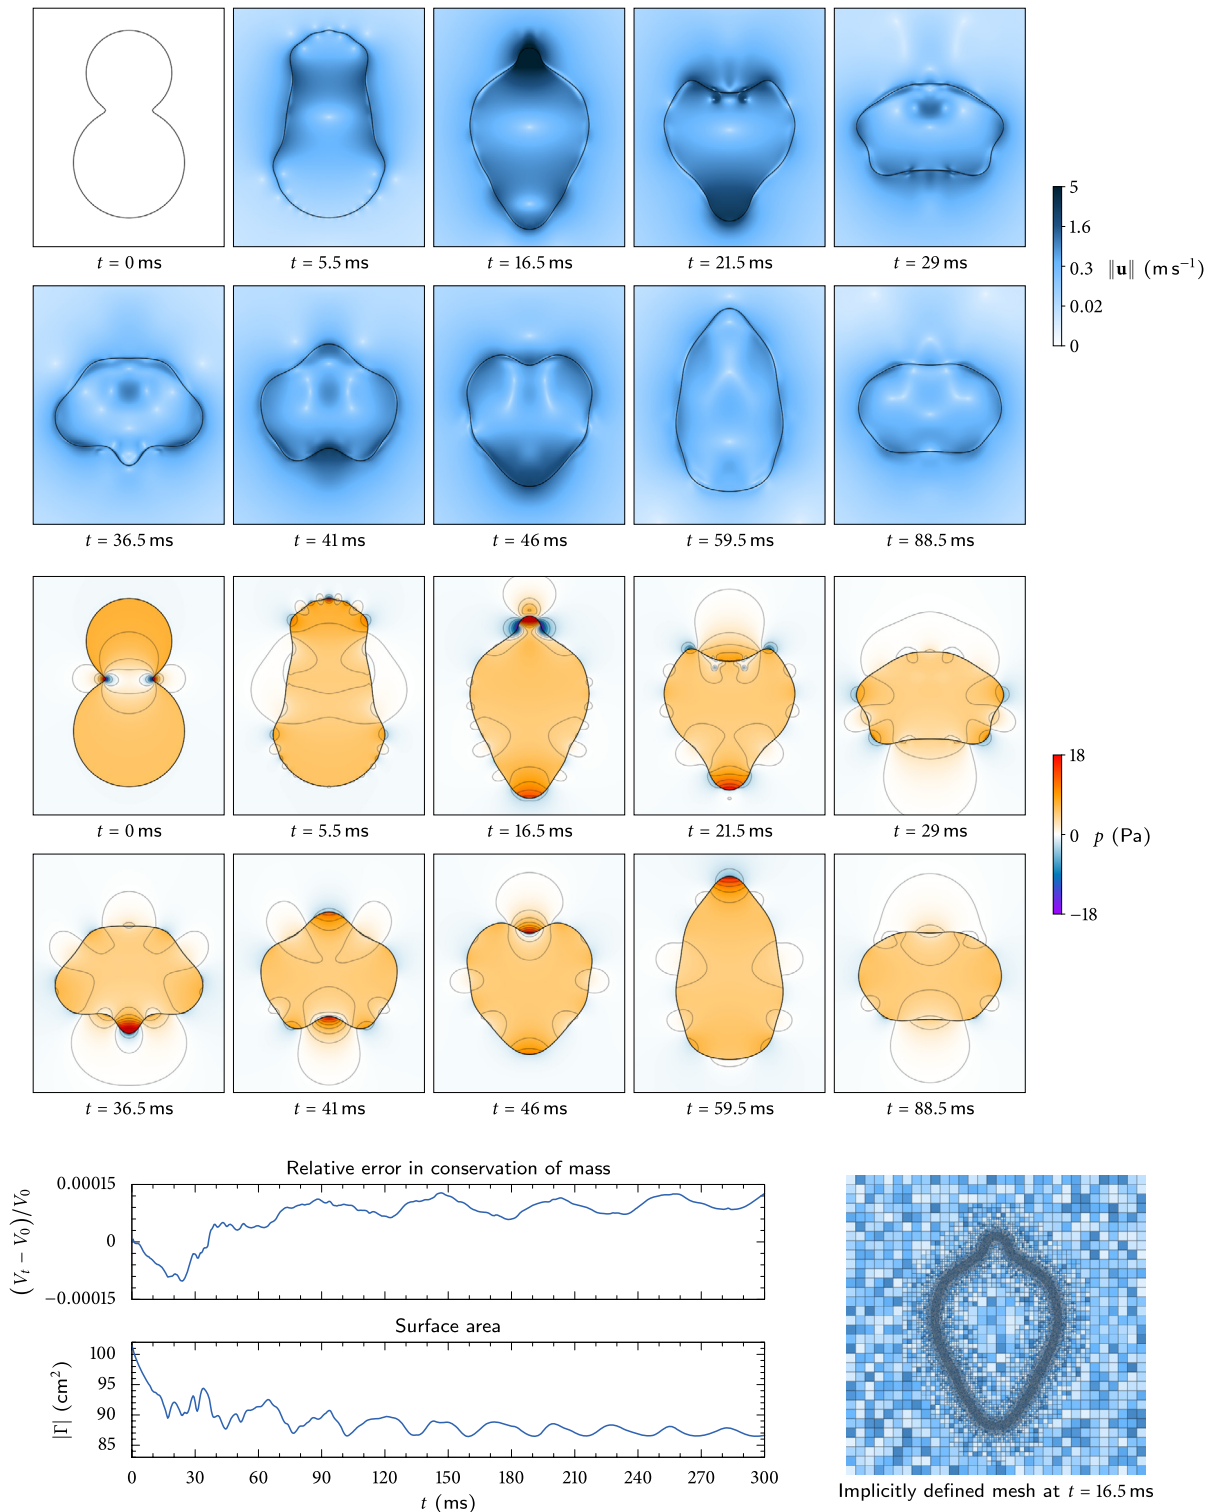 t = 0 ms t = 5.5 ms t = 16.5 ms t = 21.5 ms t = 29 ms
5
1.6
0.3 ‖u‖ (m s⁻¹)
0.02
0
t = 36.5 ms t = 41 ms t = 46 ms t = 59.5 ms t = 88.5 ms
t = 0 ms t = 5.5 ms t = 16.5 ms t = 21.5 ms t = 29 ms
18
0 p (Pa)
−18
t = 36.5 ms t = 41 ms t = 46 ms t = 59.5 ms t = 88.5 ms
Relative error in conservation of mass
(V_t − V_0)/V_0
0.00015
0
−0.00015
Surface area
|Γ| (cm²)
100
95
90
85
0 30 60 90 120 150 180 210 240 270 300
t (ms)
Implicitly defined mesh at t = 16.5 ms